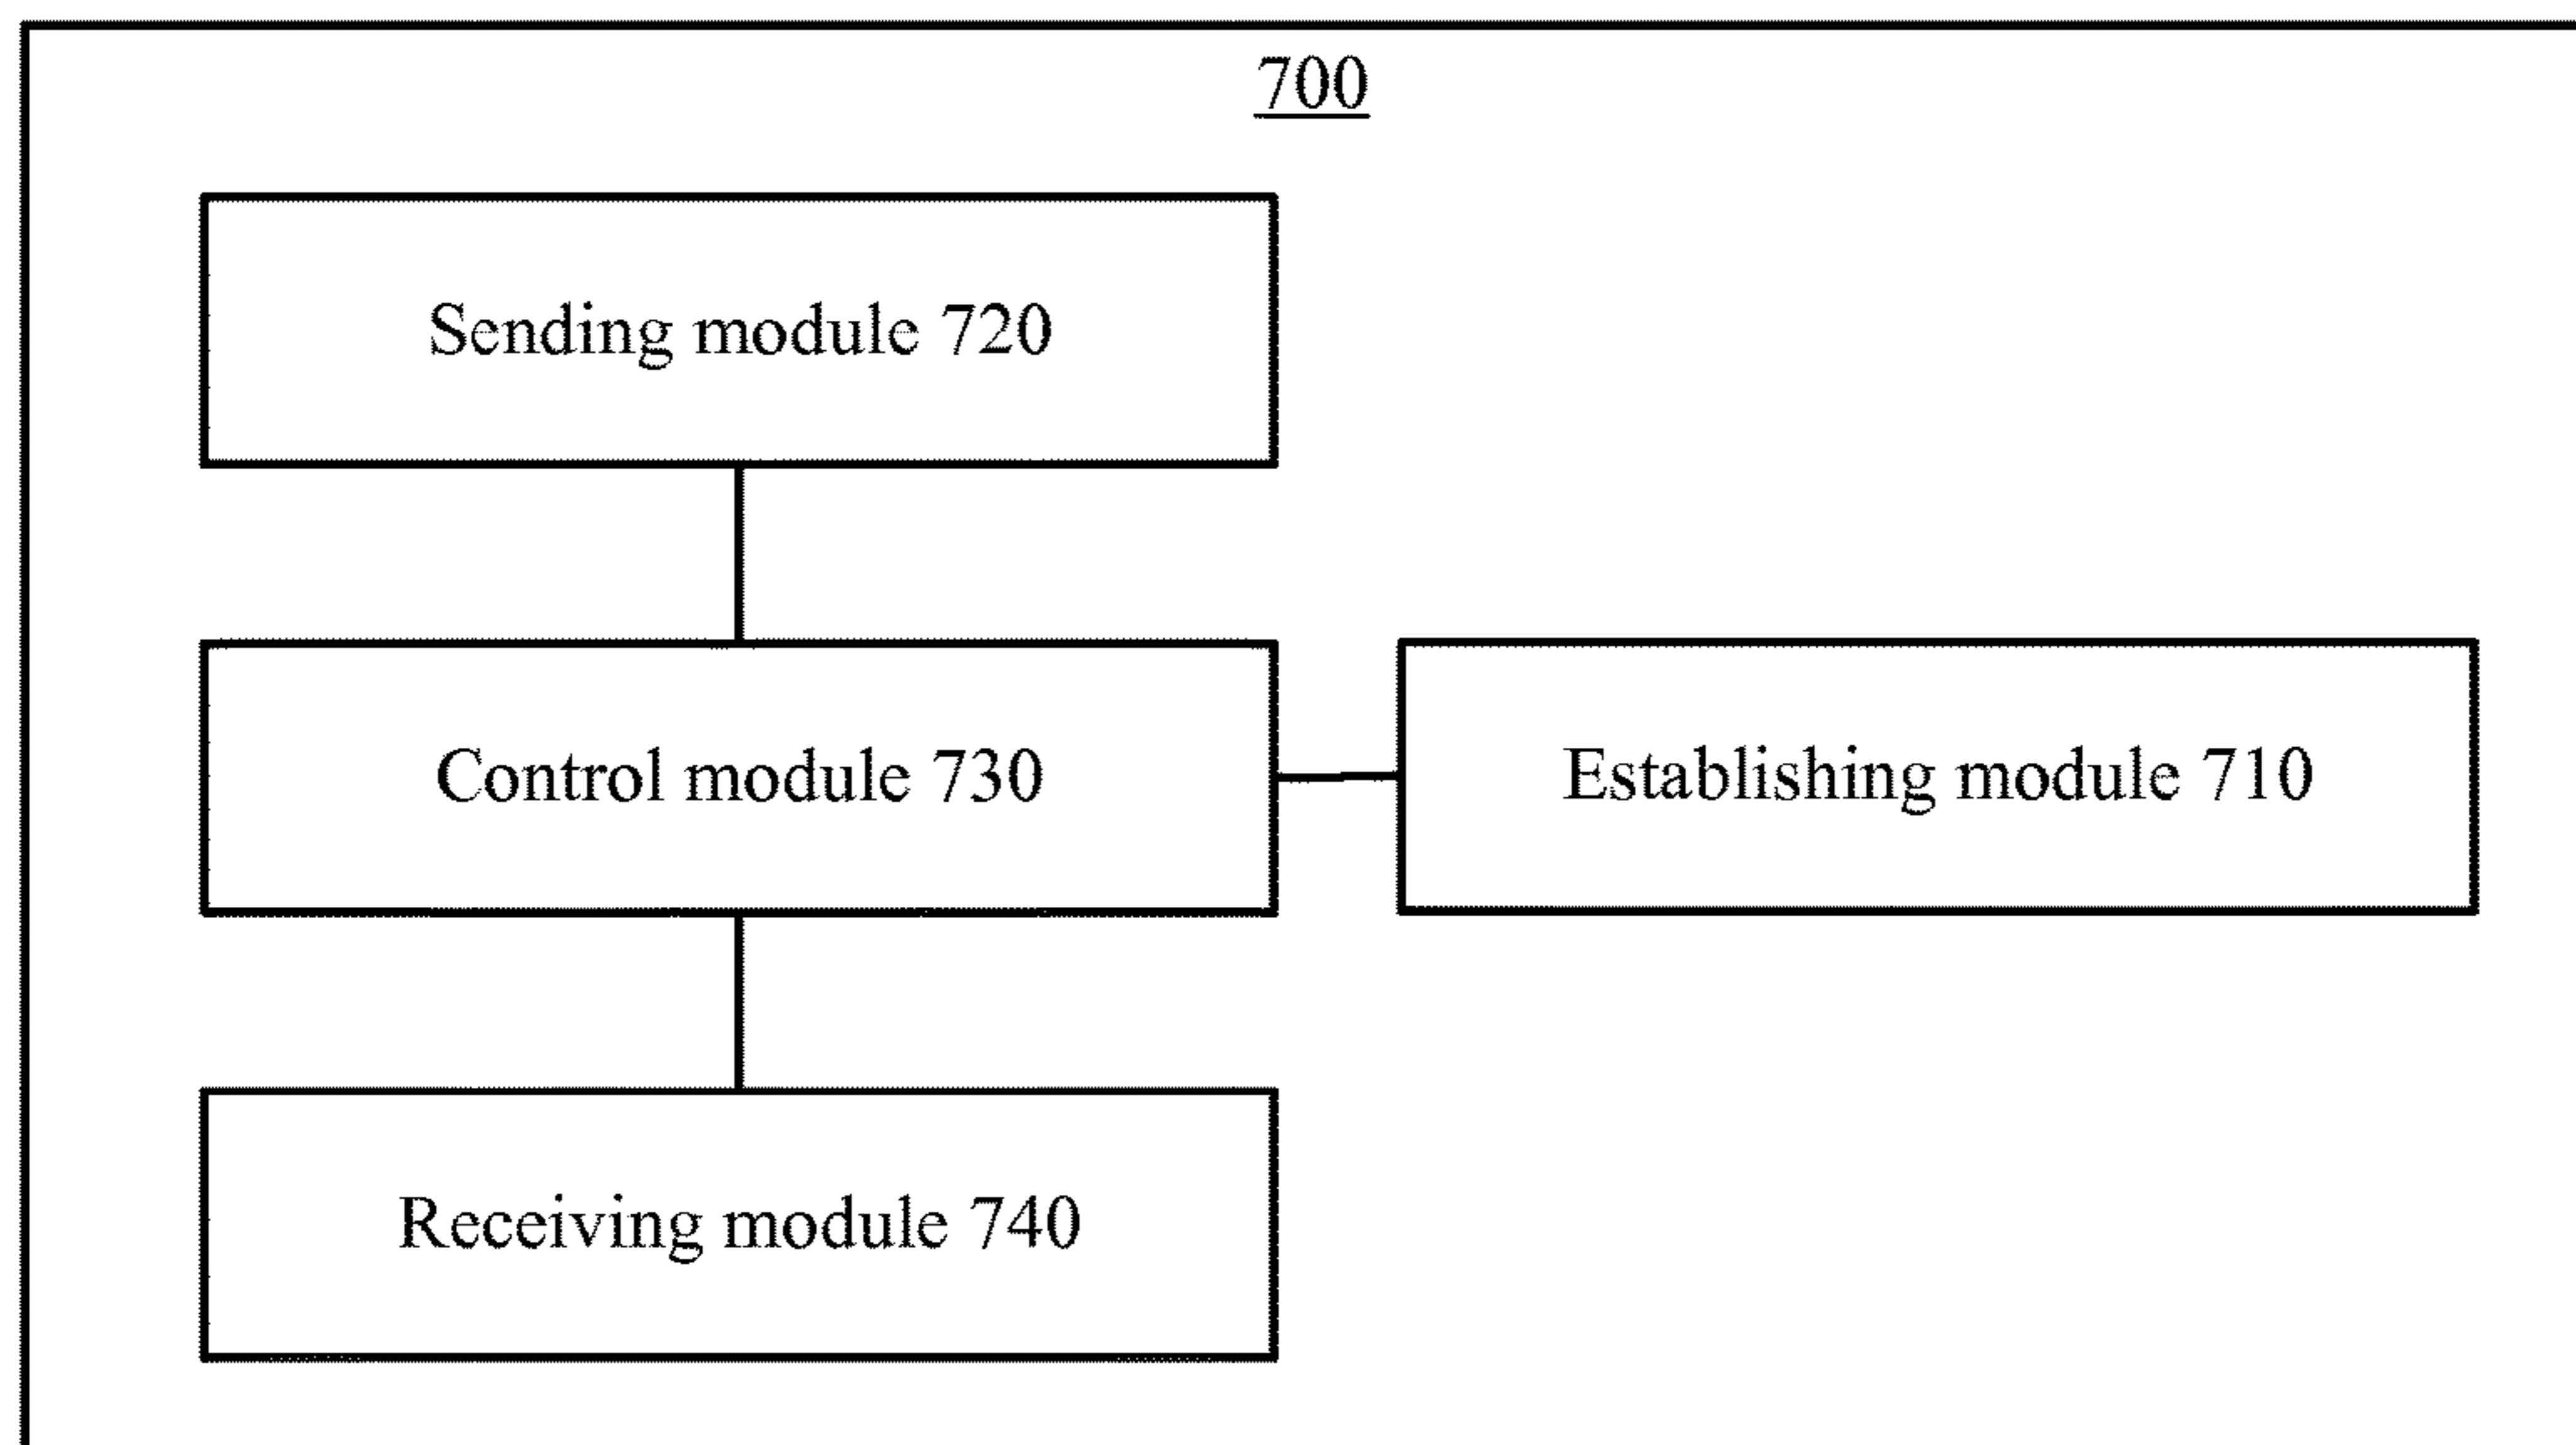 700
Sending module 720
Control module 730
Establishing module 710
Receiving module 740